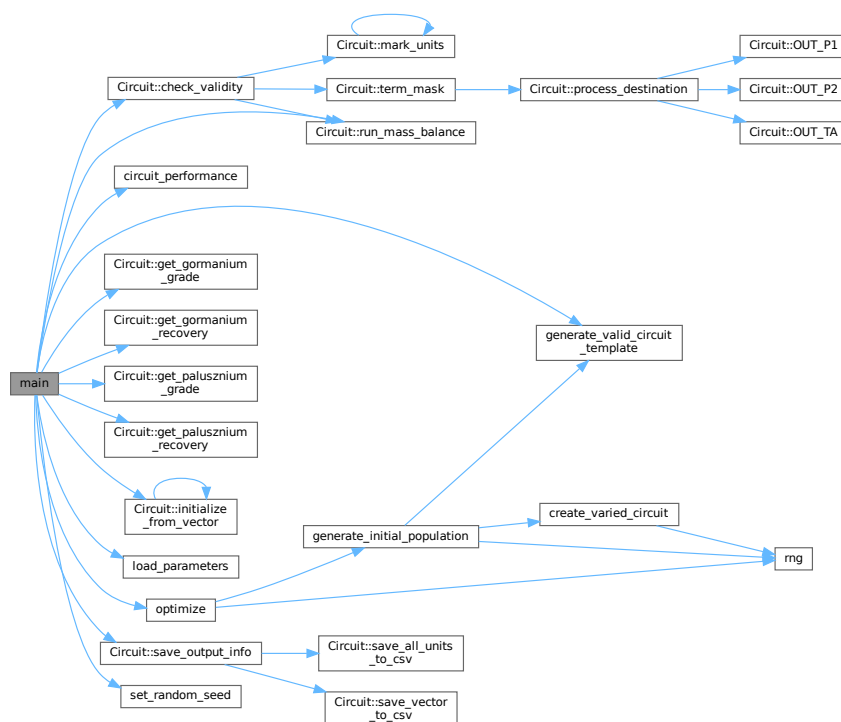 main
Circuit::check_validity
Circuit::mark_units
Circuit::term_mask
Circuit::process_destination
Circuit::OUT_P1
Circuit::OUT_P2
Circuit::OUT_TA
Circuit::run_mass_balance
circuit_performance
Circuit::get_gormanium
_grade
Circuit::get_gormanium
_recovery
Circuit::get_palusznium
_grade
Circuit::get_palusznium
_recovery
generate_valid_circuit
_template
Circuit::initialize
_from_vector
load_parameters
optimize
generate_initial_population
create_varied_circuit
rng
Circuit::save_output_info
Circuit::save_all_units
_to_csv
Circuit::save_vector
_to_csv
set_random_seed